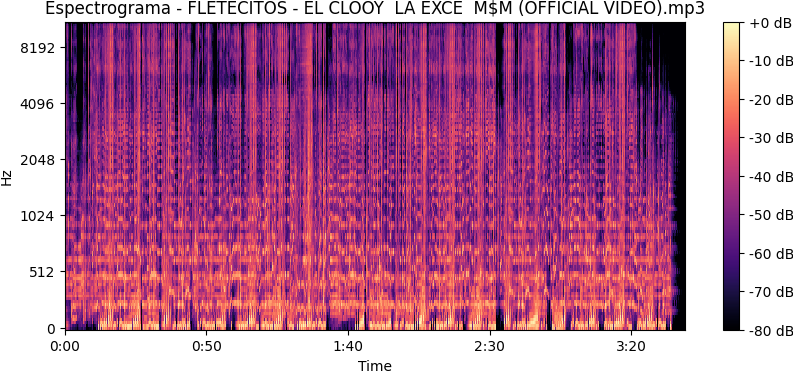 Espectrograma - FLETECITOS - EL CLOOY  LA EXCE  M$M (OFFICIAL VIDEO).mp3
+0 dB
8192
-10 dB
4096
-20 dB
-30 dB
2048
Hz
-40 dB
1024
-50 dB
512
-60 dB
-70 dB
0
-80 dB
0:00 0:50 1:40 2:30 3:20
Time